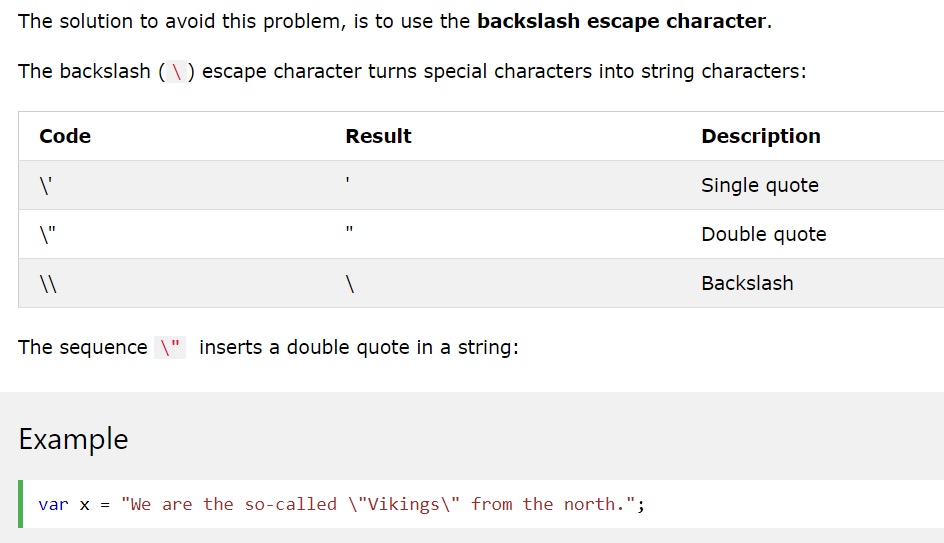 The solution to avoid this problem, is to use the backslash escape character.
The backslash ( \ ) escape character turns special characters into string characters:
Code Result Description
\' ' Single quote
\" " Double quote
\\ \ Backslash
The sequence \" inserts a double quote in a string:
Example
var x = "We are the so-called \"Vikings\" from the north.";